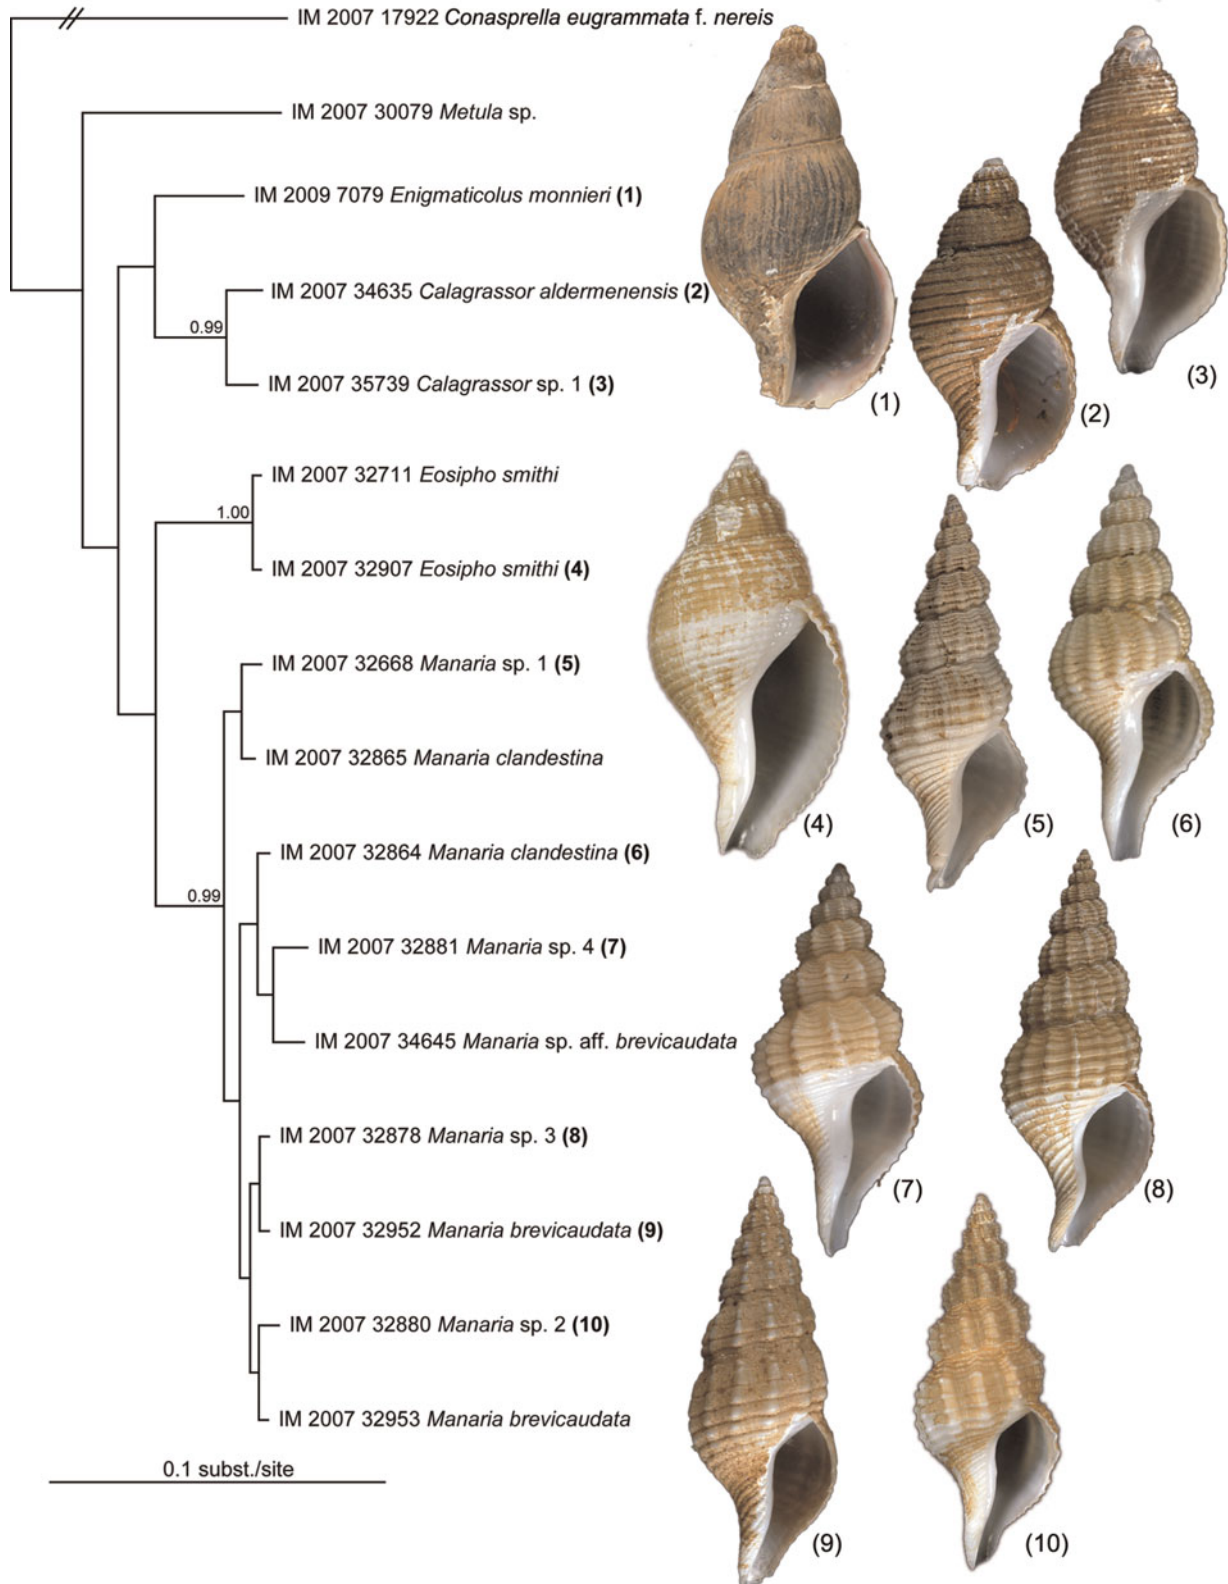 IM 2007 17922 Conasprella eugrammata f. nereis
IM 2007 30079 Metula sp.
IM 2009 7079 Enigmaticolus monnieri (1)
IM 2007 34635 Calagrassor aldermenensis (2)
0.99
IM 2007 35739 Calagrassor sp. 1 (3)
(3)
(1)
(2)
IM 2007 32711 Eosipho smithi
1.00
IM 2007 32907 Eosipho smithi (4)
IM 2007 32668 Manaria sp. 1 (5)
IM 2007 32865 Manaria clandestina
(4)
(5)
(6)
IM 2007 32864 Manaria clandestina (6)
0.99
IM 2007 32881 Manaria sp. 4 (7)
IM 2007 34645 Manaria sp. aff. brevicaudata
IM 2007 32878 Manaria sp. 3 (8)
(7)
(8)
IM 2007 32952 Manaria brevicaudata (9)
IM 2007 32880 Manaria sp. 2 (10)
IM 2007 32953 Manaria brevicaudata
0.1 subst./site
(9)
(10)